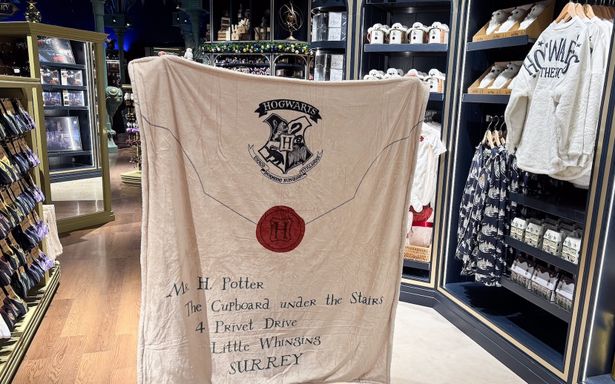 HOGWARTS
H
H
Mr. H. Potter
The Cupboard under the Stairs
4 Privet Drive
Little Whinging
SURREY